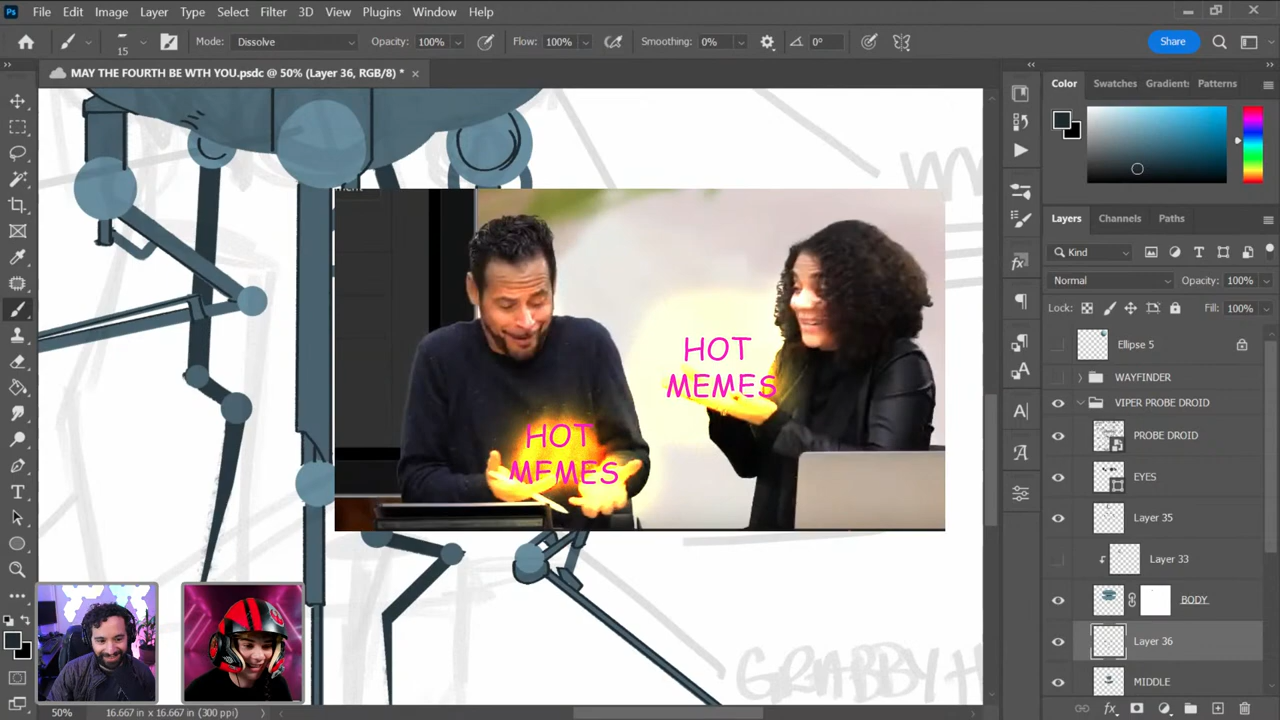 Ps File Edit Image Layer Type Select Filter 3D View Plugins Window Help
15 Mode: Dissolve Opacity: 100% Flow: 100% Smoothing: 0% 0° Share
MAY THE FOURTH BE WTH YOU.psdc @ 50% (Layer 36, RGB/8) *
Color Swatches Gradient: Patterns
Layers Channels Paths
Kind
Normal Opacity: 100%
Lock: Fill: 100%
Ellipse 5
WAYFINDER
VIPER PROBE DROID
PROBE DROID
EYES
Layer 35
Layer 33
BODY
Layer 36
MIDDLE
HOT
MEMES
HOT
MEMES
GRABBY
50% 16.667 in x 16.667 in (300 ppi)